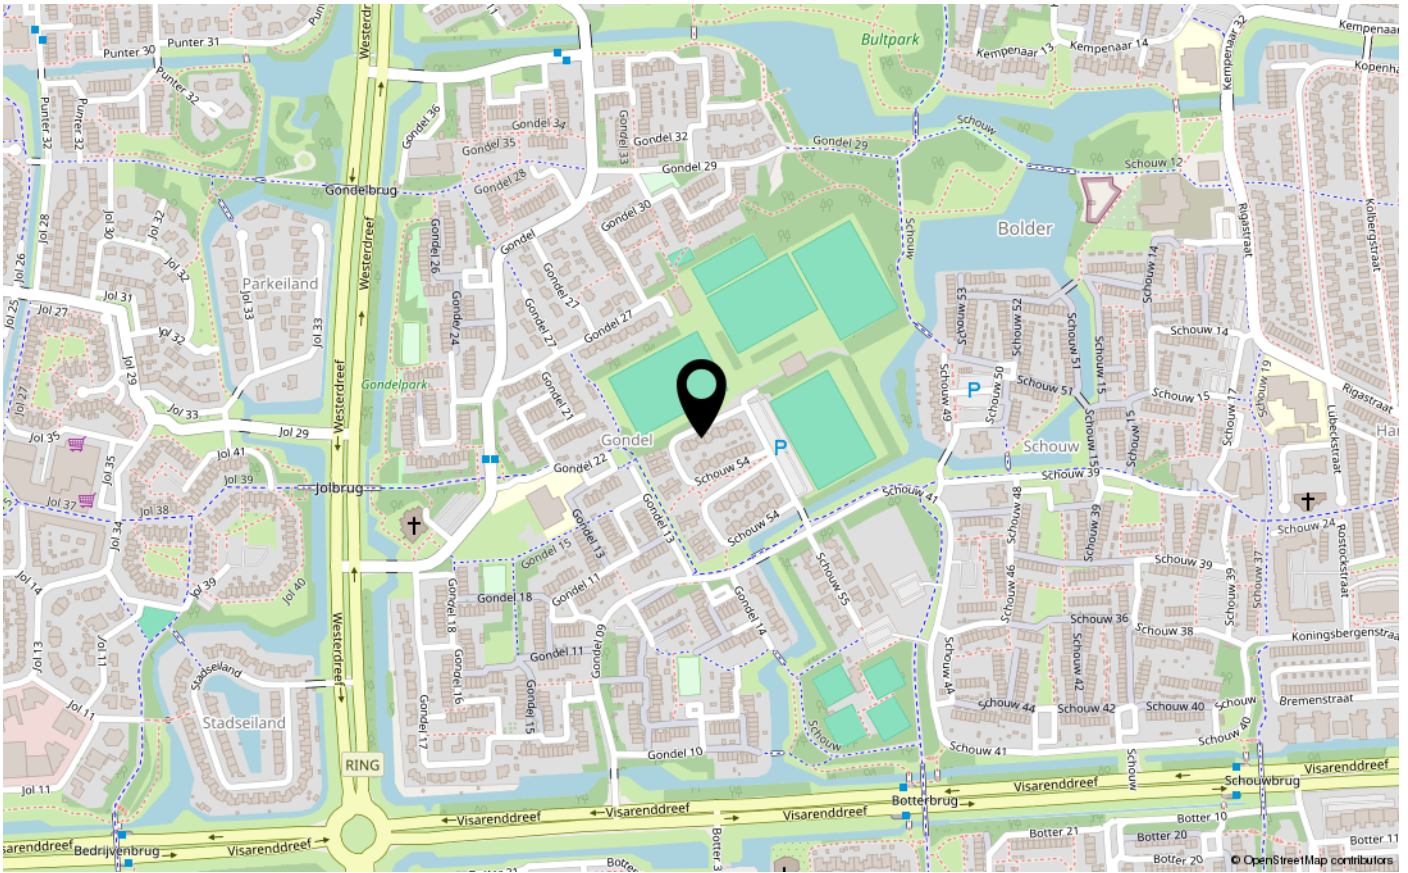 Punter 30
Punter 31
Punter 32
Punter 32
Punter 32
Westerdreef
Gondel 36
Gondel 34
Gondel 35
Gondel 33
Gondel 32
Gondel 29
Gondel 29
Gondel 28
Gondel 30
Bultpark
Kempenaar 13
Kempenaar 14
Kempenaar 32
Kempenaar
Kopenha
Schouw
Schouw 12
Gondelbrug
Jol 28
Jol 30
Jol 32
Jol 32
Jol 32
Jol 26
Jol 25
Jol 31
Jol 27
Jol 27
Jol 29
Jol 33
Jol 33
Jol 33
Jol 29
Parkeiland
Westerdreef
Westerdreef
Gondel 26
Gondel 24
Gondel
Gondel 27
Gondel 27
Gondel 27
Gondel 21
Gondelpark
Gondel
Gondel 22
Schouw
Bolder
Rigastraat
Kolbergstraat
Schouw 14
Schouw 14
Schouw 53
Schouw 52
Schouw 51
Schouw 51
Schouw 50
Schouw 49
Schouw 15
Schouw 15
Schouw 15
Schouw 17
Schouw 19
Rigastraat
Lübeckstraat
Har
P
P
Schouw
Schouw 39
Schouw 41
Schouw 54
Schouw 54
Jol 35
Jol 35
Jol 37
Jol 41
Jol 39
Jol 38
Jol 34
Jol 39
Jol 40
Jol 14
Jol 13
Jol 11
Jol 11
Jol 11
Jolbrug
Gondel 13
Gondel 13
Gondel 15
Gondel 11
Gondel 18
Gondel 18
Gondel 11
Gondel 09
Gondel 14
Gondel 16
Gondel 15
Gondel 17
Gondel 10
Schouw 55
Schouw 48
Schouw 39
Schouw 46
Schouw 39
Schouw 39
Schouw 37
Schouw 24
Rostockstraat
Schouw 36
Schouw 38
Koningsbergenstraa
Schouw 44
Schouw 42
Schouw 44
Schouw 42
Schouw 40
Schouw
Schouw 40
Bremenstraat
Schouw 41
Schouw
Schouw
Stadseiland
Stadseiland
Westerdreef
RING
Visarenddreef
Visarenddreef
Visarenddreef
Visarenddreef
Visarenddreef
Visarenddreef
sarenddreef
Bedrijvenbrug
Botterbrug
Schouwbrug
Botter 21
Botter 20
Botter 20
Botter 10
Botter 11
© OpenStreetMap contributors